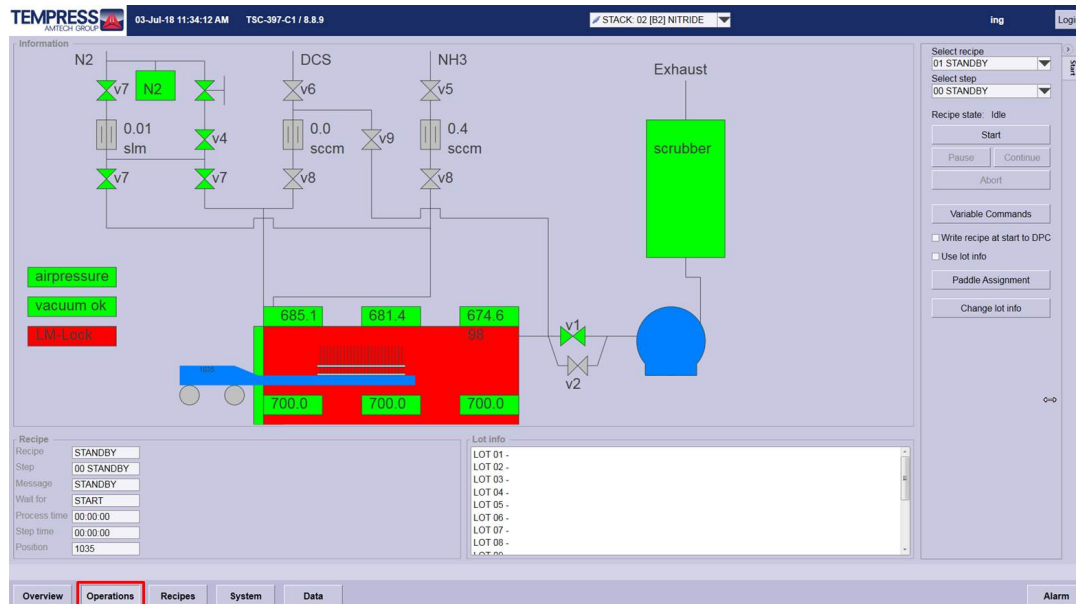 TEMPRESS
AMTECH GROUP
03-Jul-18 11:34:12 AM TSC-397-C1 / 8.8.9
STACK: 02 [B2] NITRIDE
ing
Logi
Information
N2
DCS
NH3
Exhaust
v7
N2
v6
v5
0.01
slm
v4
0.0
sccm
v9
0.4
sccm
scrubber
v7
v7
v8
v8
airpressure
vacuum ok
LM-Lock
685.1
681.4
674.6
98
v1
v2
1035
700.0
700.0
700.0
Select recipe
01 STANDBY
Select step
00 STANDBY
Recipe state: Idle
Start
Pause
Continue
Abort
Variable Commands
Write recipe at start to DPC
Use lot info
Paddle Assignment
Change lot info
Start
Recipe
Recipe STANDBY
Step 00 STANDBY
Message STANDBY
Wait for START
Process time 00:00:00
Step time 00:00:00
Position 1035
Lot info
LOT 01 -
LOT 02 -
LOT 03 -
LOT 04 -
LOT 05 -
LOT 06 -
LOT 07 -
LOT 08 -
LOT 09 -
Overview
Operations
Recipes
System
Data
Alarm